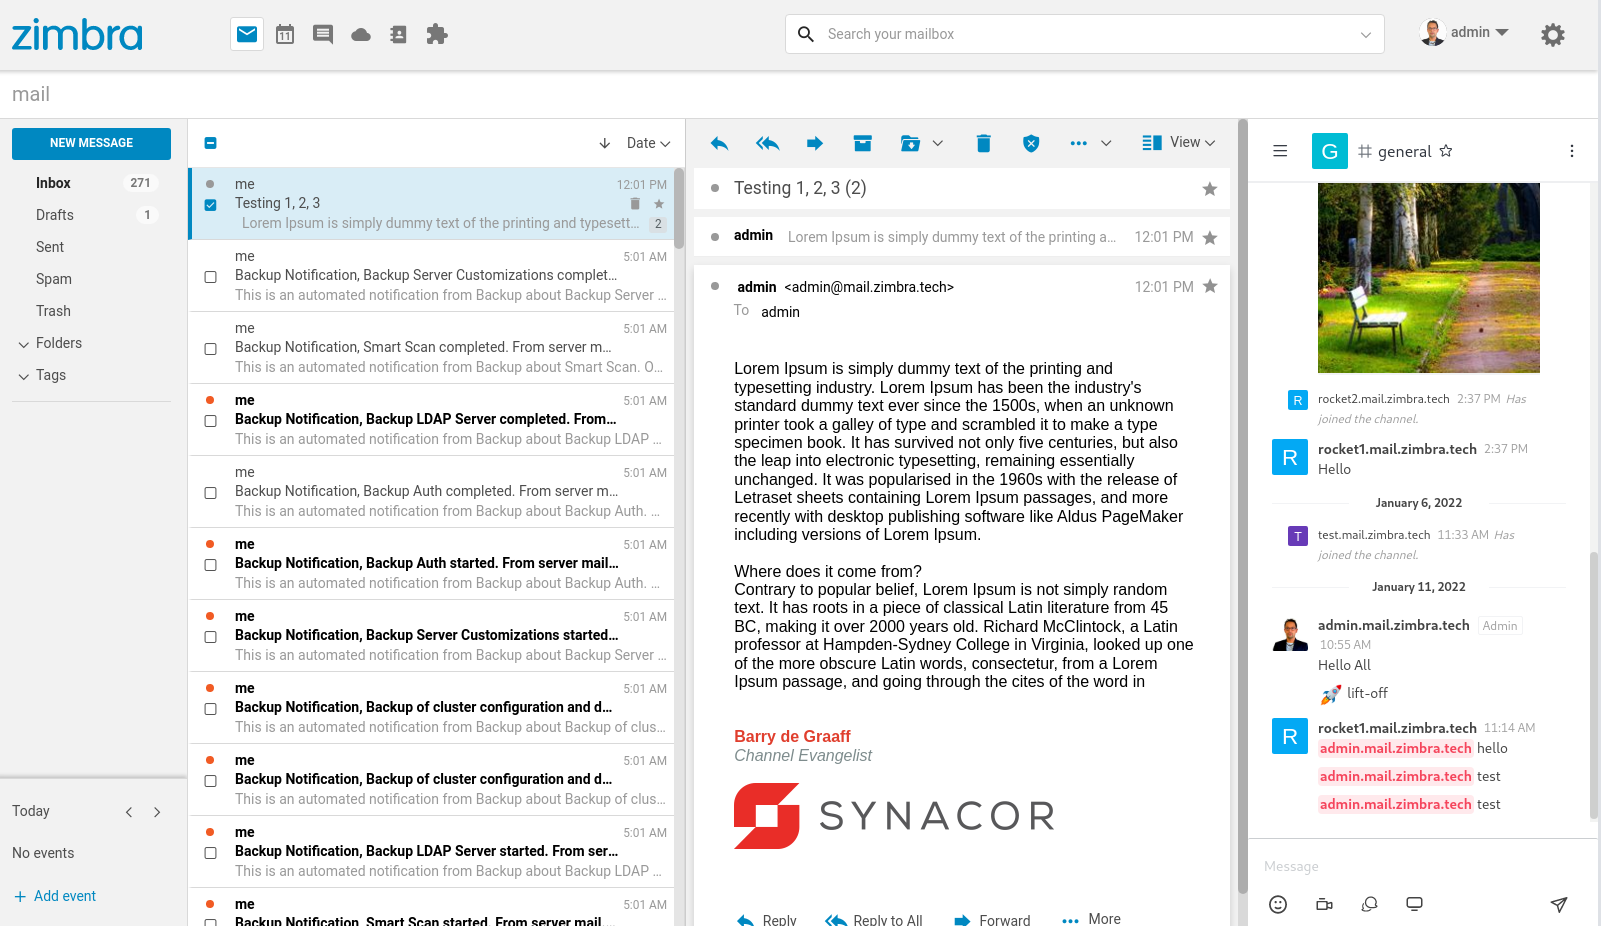 zimbra
11
Search your mailbox
admin
mail
NEW MESSAGE
Inbox 271
Drafts 1
Sent
Spam
Trash
Folders
Tags
Today
No events
+ Add event
Date
me 12:01 PM
Testing 1, 2, 3
Lorem Ipsum is simply dummy text of the printing and typesett... 2
me 5:01 AM
Backup Notification, Backup Server Customizations complet...
This is an automated notification from Backup about Backup Server ...
me 5:01 AM
Backup Notification, Smart Scan completed. From server m...
This is an automated notification from Backup about Smart Scan. O...
me 5:01 AM
Backup Notification, Backup LDAP Server completed. From...
This is an automated notification from Backup about Backup LDAP ...
me 5:01 AM
Backup Notification, Backup Auth completed. From server m...
This is an automated notification from Backup about Backup Auth. ...
me 5:01 AM
Backup Notification, Backup Auth started. From server mail...
This is an automated notification from Backup about Backup Auth. ...
me 5:01 AM
Backup Notification, Backup Server Customizations started...
This is an automated notification from Backup about Backup Server ...
me 5:01 AM
Backup Notification, Backup of cluster configuration and d...
This is an automated notification from Backup about Backup of clus...
me 5:01 AM
Backup Notification, Backup of cluster configuration and d...
This is an automated notification from Backup about Backup of clus...
me 5:01 AM
Backup Notification, Backup LDAP Server started. From ser...
This is an automated notification from Backup about Backup LDAP ...
me 5:01 AM
Backup Notification, Smart Scan started. From server mail...
View
Testing 1, 2, 3 (2)
admin Lorem Ipsum is simply dummy text of the printing a... 12:01 PM
admin <admin@mail.zimbra.tech> 12:01 PM
To admin
Lorem Ipsum is simply dummy text of the printing and
typesetting industry. Lorem Ipsum has been the industry's
standard dummy text ever since the 1500s, when an unknown
printer took a galley of type and scrambled it to make a type
specimen book. It has survived not only five centuries, but also
the leap into electronic typesetting, remaining essentially
unchanged. It was popularised in the 1960s with the release of
Letraset sheets containing Lorem Ipsum passages, and more
recently with desktop publishing software like Aldus PageMaker
including versions of Lorem Ipsum.
Where does it come from?
Contrary to popular belief, Lorem Ipsum is not simply random
text. It has roots in a piece of classical Latin literature from 45
BC, making it over 2000 years old. Richard McClintock, a Latin
professor at Hampden-Sydney College in Virginia, looked up one
of the more obscure Latin words, consectetur, from a Lorem
Ipsum passage, and going through the cites of the word in
Barry de Graaff
Channel Evangelist
SYNACOR
Reply Reply to All Forward More
G # general
R rocket2.mail.zimbra.tech 2:37 PM Has
joined the channel.
R rocket1.mail.zimbra.tech 2:37 PM
Hello
January 6, 2022
T test.mail.zimbra.tech 11:33 AM Has
joined the channel.
January 11, 2022
admin.mail.zimbra.tech Admin
10:55 AM
Hello All
lift-off
R rocket1.mail.zimbra.tech 11:14 AM
admin.mail.zimbra.tech hello
admin.mail.zimbra.tech test
admin.mail.zimbra.tech test
Message